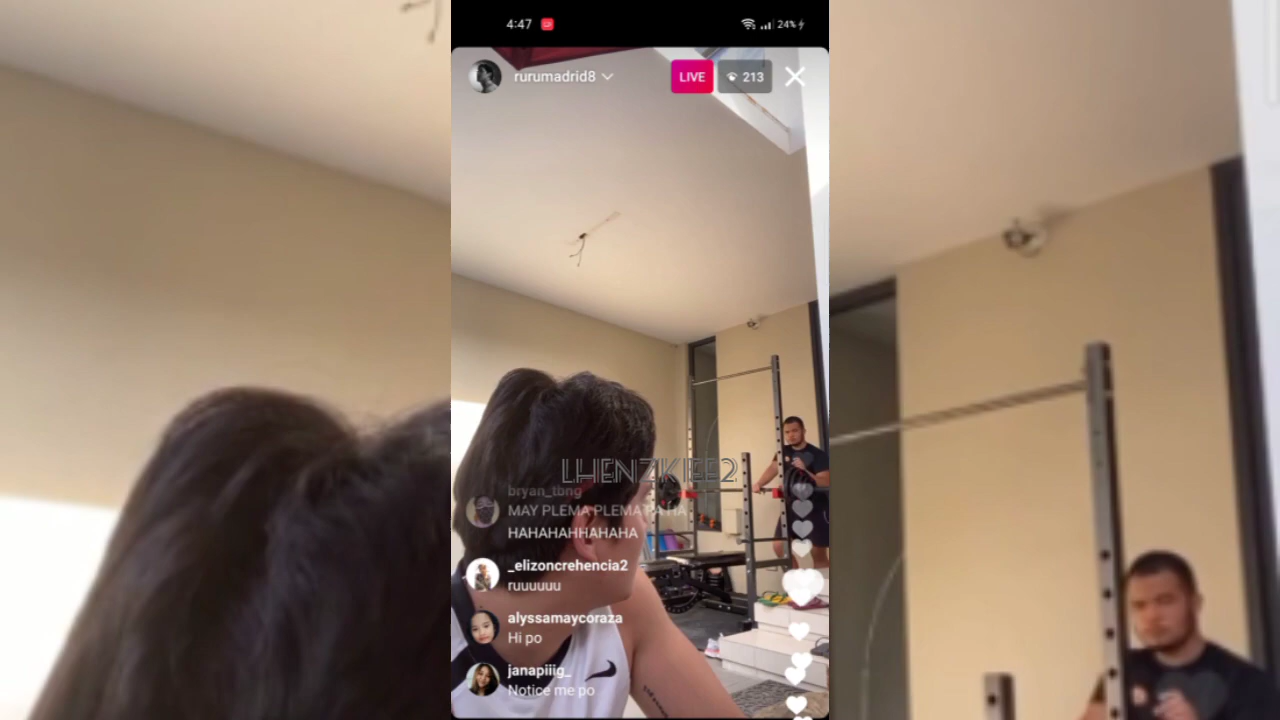 4:47
24%
rurumadrid8
LIVE
213
LHENZKIEE2
bryan_tbng
MAY PLEMA PLEMA PA HA
HAHAHAHHAHAHA
_elizoncrehencia2
ruuuuuu
alyssamaycoraza
Hi po
janapiiig_
Notice me po